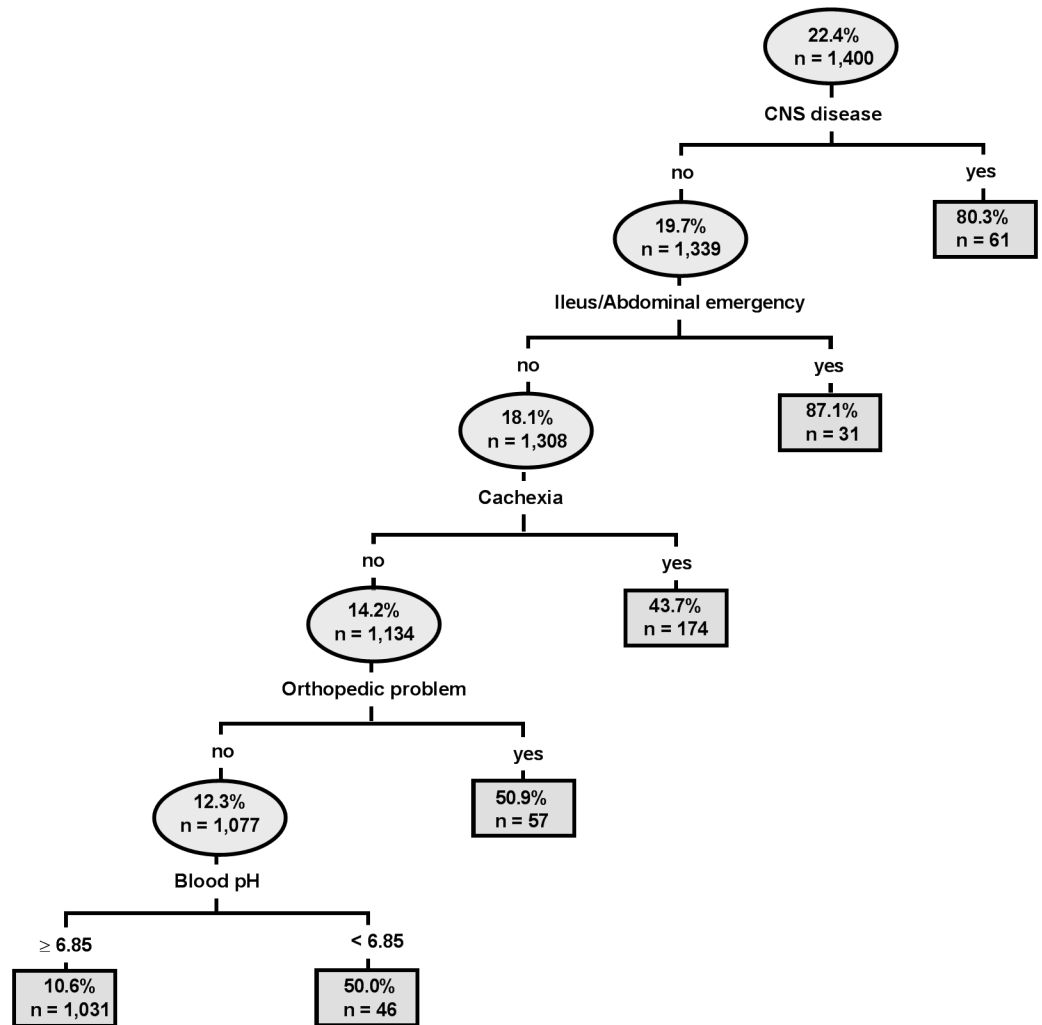 22.4%
n = 1,400
CNS disease
no
yes
19.7%
n = 1,339
80.3%
n = 61
Ileus/Abdominal emergency
no
yes
18.1%
n = 1,308
87.1%
n = 31
Cachexia
no
yes
14.2%
n = 1,134
43.7%
n = 174
Orthopedic problem
no
yes
12.3%
n = 1,077
50.9%
n = 57
Blood pH
≥ 6.85
< 6.85
10.6%
n = 1,031
50.0%
n = 46